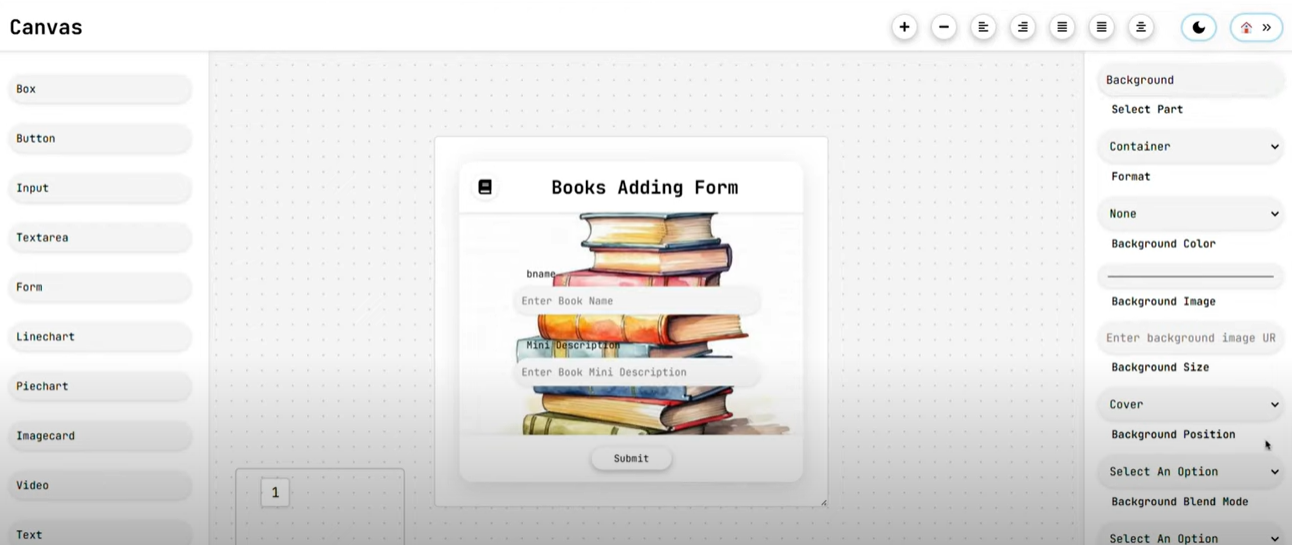 Canvas
Box
Button
Input
Textarea
Form
Linechart
Piechart
Imagecard
Video
Text
Books Adding Form
bname
Enter Book Name
Mini Description
Enter Book Mini Description
Submit
1
Background
Select Part
Container
Format
None
Background Color
Background Image
Enter background image UR
Background Size
Cover
Background Position
Select An Option
Background Blend Mode
Select An Option